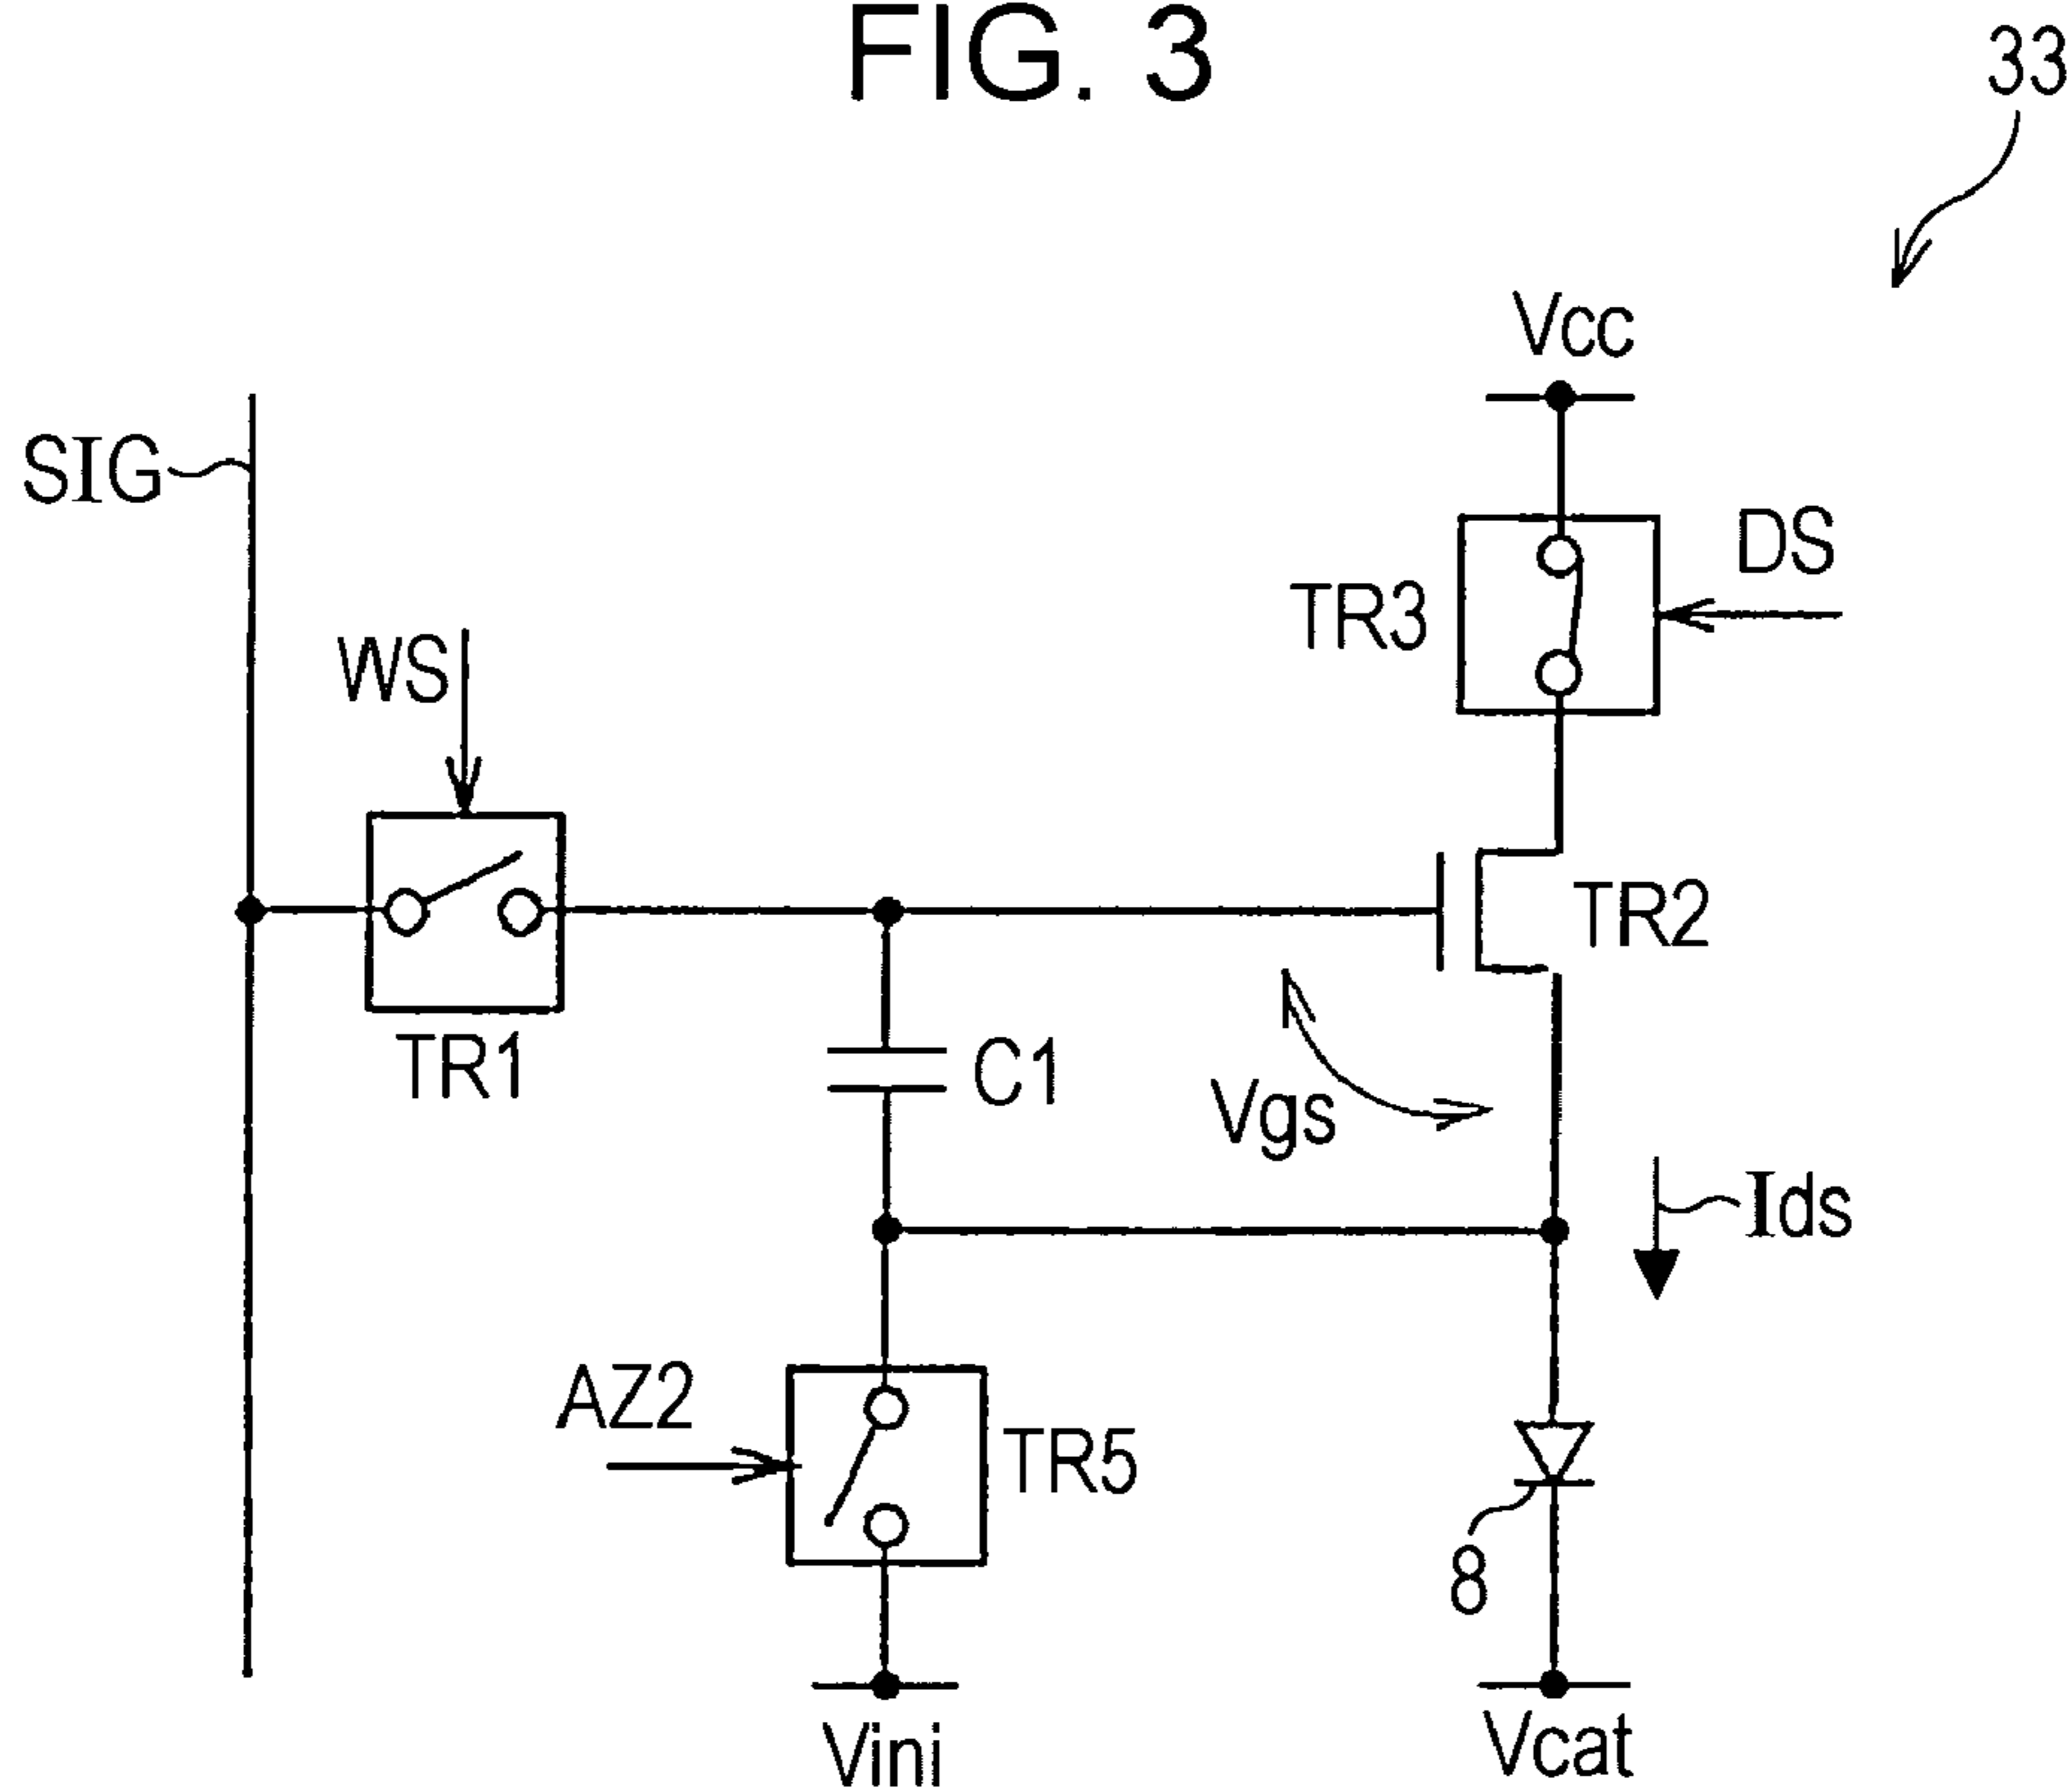 FIG. 3
33
Vcc
SIG
DS
TR3
WS
TR2
TR1
C1
Vgs
Ids
AZ2
TR5
8
Vini
Vcat